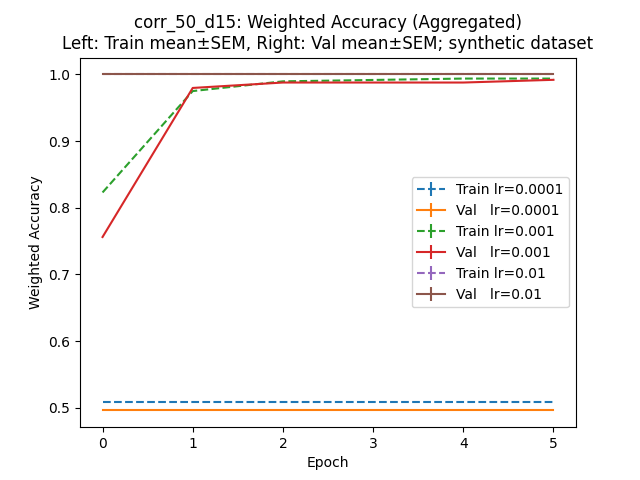 corr_50_d15: Weighted Accuracy (Aggregated)
Left: Train mean±SEM, Right: Val mean±SEM; synthetic dataset
1.0
0.9
0.8
0.7
0.6
0.5
Weighted Accuracy
Train lr=0.0001
Val lr=0.0001
Train lr=0.001
Val lr=0.001
Train lr=0.01
Val lr=0.01
0 1 2 3 4 5
Epoch